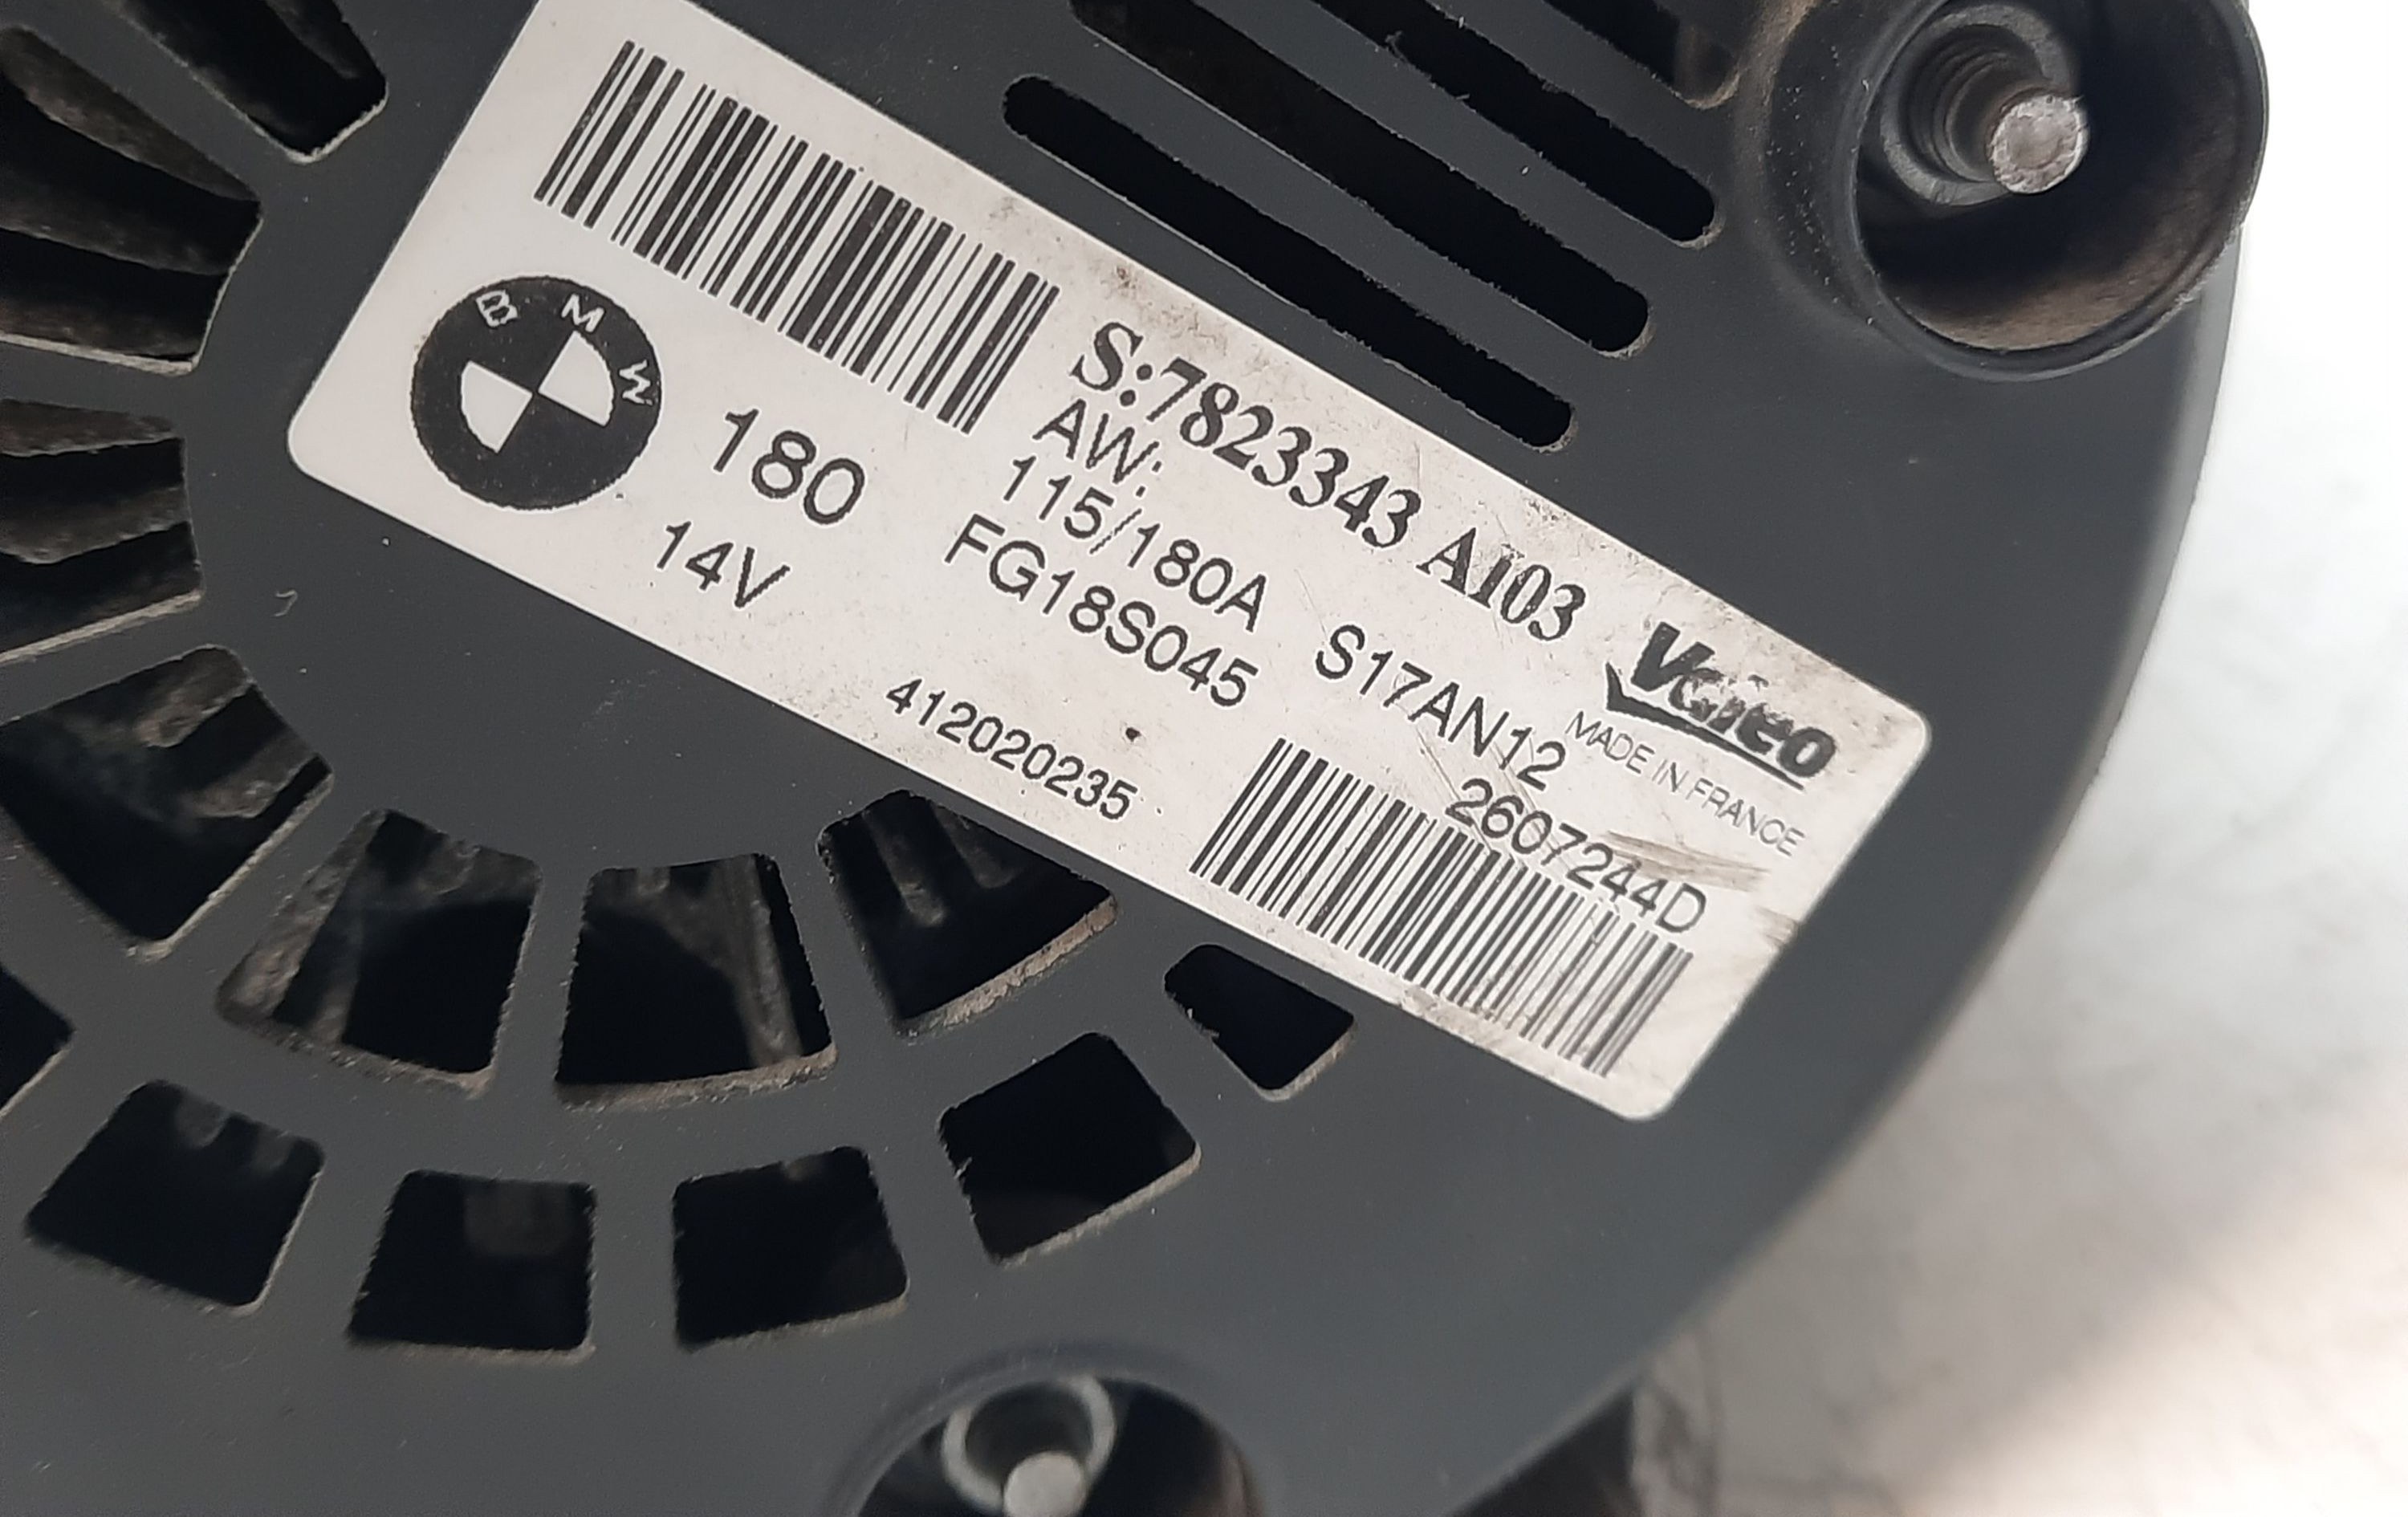 BMW
180
14V
S:7823343 AI03
AW:
115/180A
FG18S045
412020235
S17AN12
2607244D
Valeo
MADE IN FRANCE